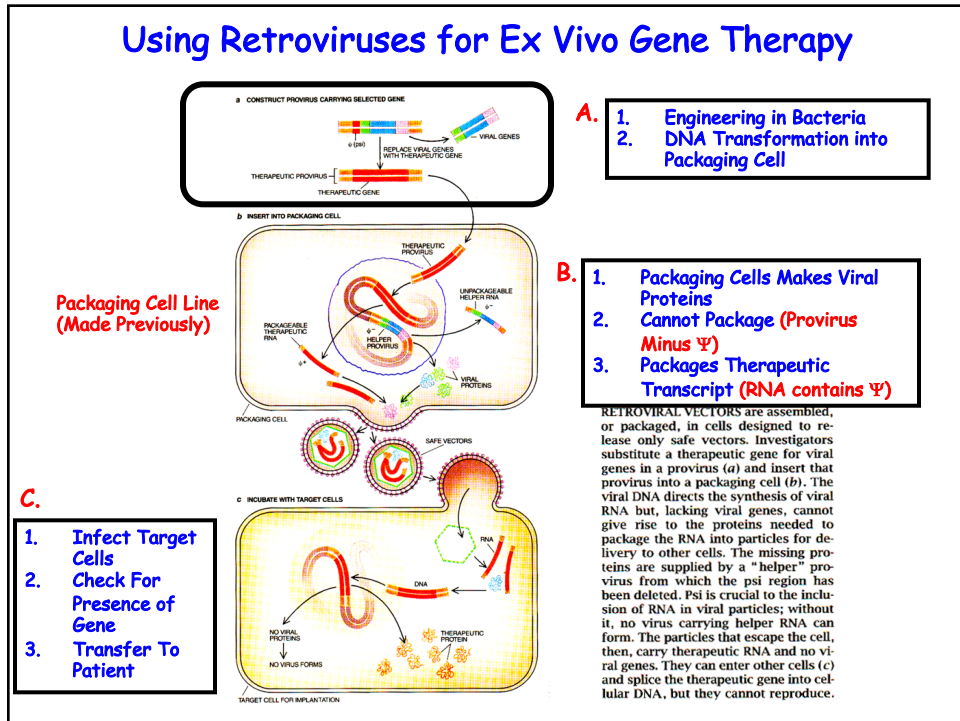 Using Retroviruses for Ex Vivo Gene Therapy
a CONSTRUCT PROVIRUS CARRYING SELECTED GENE
ψ (psi)
VIRAL GENES
REPLACE VIRAL GENES
WITH THERAPEUTIC GENE
THERAPEUTIC PROVIRUS
THERAPEUTIC GENE
A.
1. Engineering in Bacteria
2. DNA Transformation into
Packaging Cell
b INSERT INTO PACKAGING CELL
THERAPEUTIC
PROVIRUS
UNPACKAGEABLE
HELPER RNA
ψ-
Packaging Cell Line
(Made Previously)
PACKAGEABLE
THERAPEUTIC
RNA
ψ-
HELPER
PROVIRUS
ψ+
VIRAL
PROTEINS
PACKAGING CELL
B.
1. Packaging Cells Makes Viral
Proteins
2. Cannot Package (Provirus
Minus Ψ)
3. Packages Therapeutic
Transcript (RNA contains Ψ)
SAFE VECTORS
C.
1. Infect Target
Cells
2. Check For
Presence of
Gene
3. Transfer To
Patient
c INCUBATE WITH TARGET CELLS
RNA
DNA
NO VIRAL
PROTEINS
NO VIRUS FORMS
THERAPEUTIC
PROTEIN
TARGET CELL FOR IMPLANTATION
RETROVIRAL VECTORS are assembled,
or packaged, in cells designed to re-
lease only safe vectors. Investigators
substitute a therapeutic gene for viral
genes in a provirus (a) and insert that
provirus into a packaging cell (b). The
viral DNA directs the synthesis of viral
RNA but, lacking viral genes, cannot
give rise to the proteins needed to
package the RNA into particles for de-
livery to other cells. The missing pro-
teins are supplied by a "helper" pro-
virus from which the psi region has
been deleted. Psi is crucial to the inclu-
sion of RNA in viral particles; without
it, no virus carrying helper RNA can
form. The particles that escape the cell,
then, carry therapeutic RNA and no vi-
ral genes. They can enter other cells (c)
and splice the therapeutic gene into cel-
lular DNA, but they cannot reproduce.